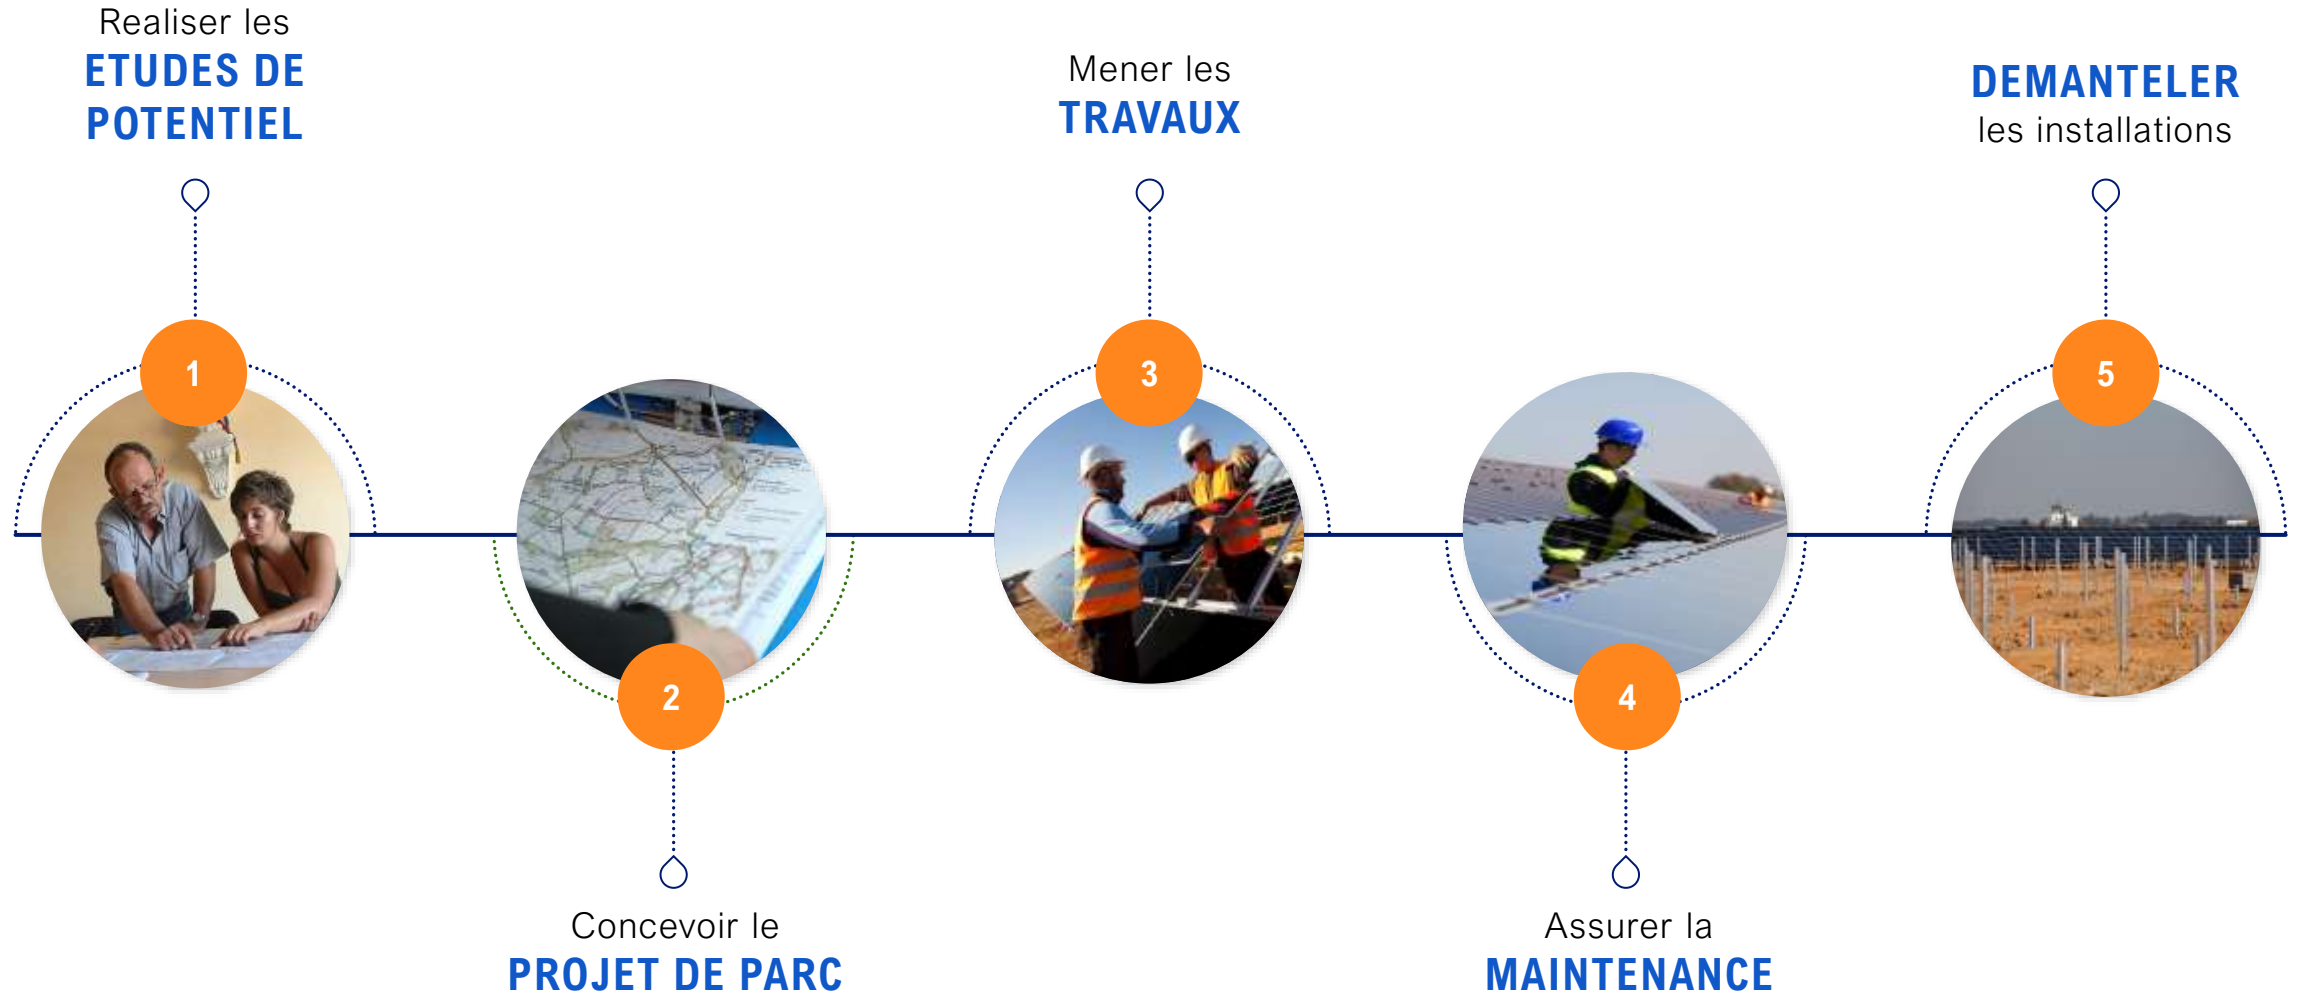 Realiser les
ETUDES DE
POTENTIEL
1
2
Concevoir le
PROJET DE PARC
Mener les
TRAVAUX
3
4
Assurer la
MAINTENANCE
DEMANTELER
les installations
5